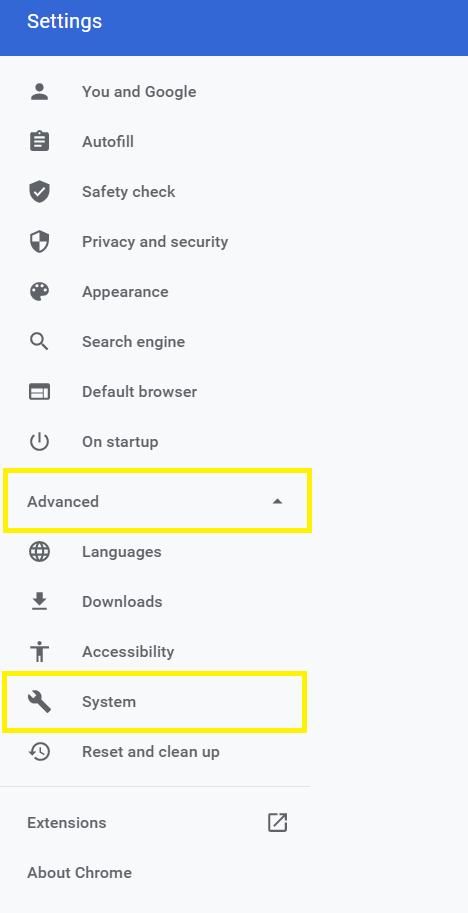 Settings
You and Google
Autofill
Safety check
Privacy and security
Appearance
Search engine
Default browser
On startup
Advanced
Languages
Downloads
Accessibility
System
Reset and clean up
Extensions
About Chrome